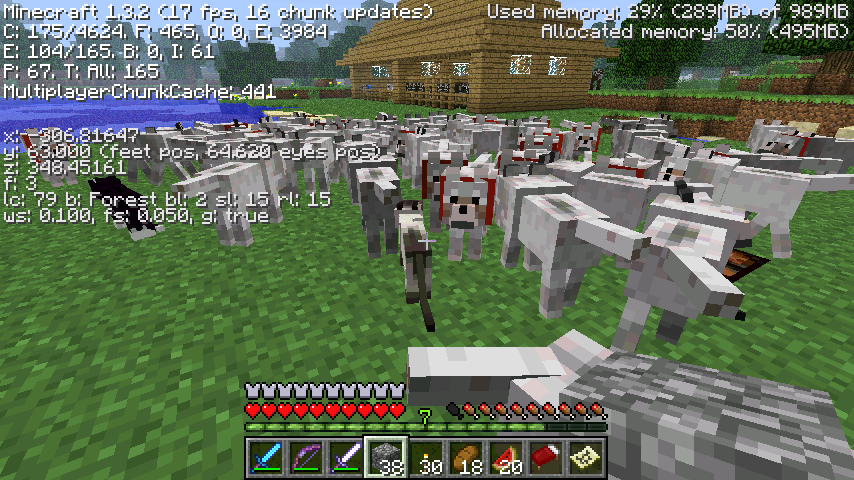 Minecraft 1.3.2 (17 fps, 16 chunk updates)
Used memory: 29% (289MB) of 989MB
C: 175/4624, F: 465, O: 0, E: 3984
Allocated memory: 50% (495MB)
E: 104/165, B: 0, I: 61
P: 67, T: All: 165
MultiplayerChunkCache: 441
x: -306.81647
y: 63.000 (feet pos, 64.620 eyes pos)
z: 348.45161
f: 3
lc: 79 b: Forest bl: 2 sl: 15 rl: 15
ws: 0.100, fs: 0.050, g: true
7
38
30
18
20